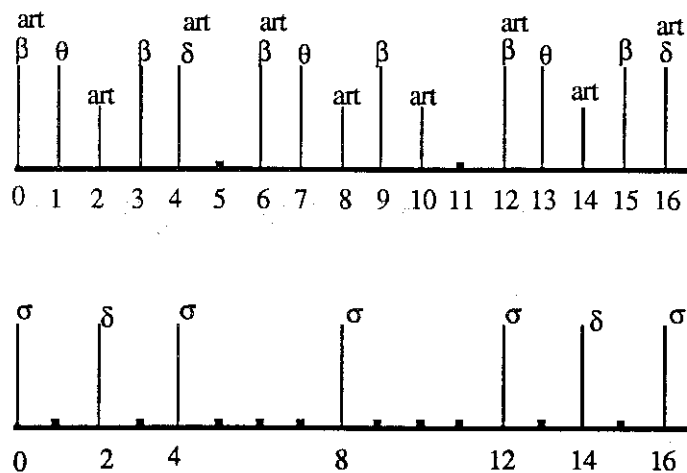 art art art art art
β θ art β δ β θ art β art β θ art β δ
0 1 2 3 4 5 6 7 8 9 10 11 12 13 14 15 16
σ δ σ σ σ δ σ
0 2 4 8 12 14 16